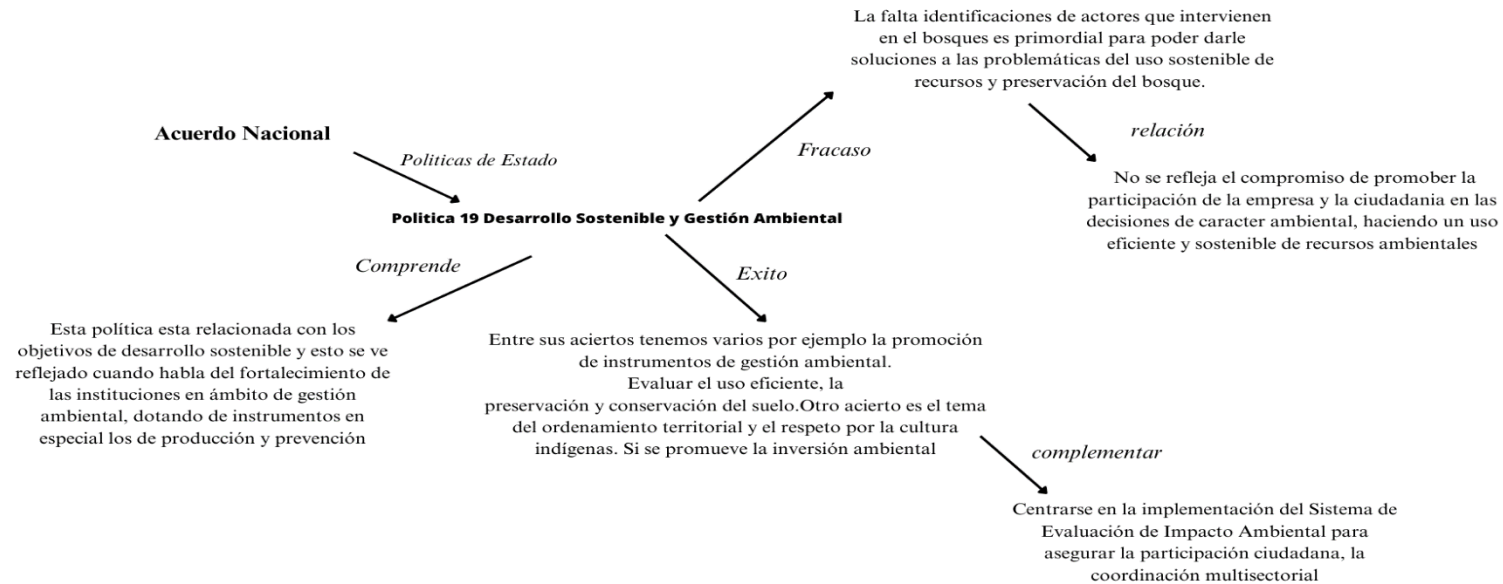 La falta identificaciones de actores que intervienen
en el bosques es primordial para poder darle
soluciones a las problemáticas del uso sostenible de
recursos y preservación del bosque.
Acuerdo Nacional
Politicas de Estado
Fracaso
relación
No se refleja el compromiso de promober la
participación de la empresa y la ciudadania en las
decisiones de caracter ambiental, haciendo un uso
eficiente y sostenible de recursos ambientales
Politica 19 Desarrollo Sostenible y Gestión Ambiental
Comprende
Exito
Esta política esta relacionada con los
objetivos de desarrollo sostenible y esto se ve
reflejado cuando habla del fortalecimiento de
las instituciones en ámbito de gestión
ambiental, dotando de instrumentos en
especial los de producción y prevención
Entre sus aciertos tenemos varios por ejemplo la promoción
de instrumentos de gestión ambiental.
Evaluar el uso eficiente, la
preservación y conservación del suelo.Otro acierto es el tema
del ordenamiento territorial y el respeto por la cultura
indígenas. Si se promueve la inversión ambiental
complementar
Centrarse en la implementación del Sistema de
Evaluación de Impacto Ambiental para
asegurar la participación ciudadana, la
coordinación multisectorial